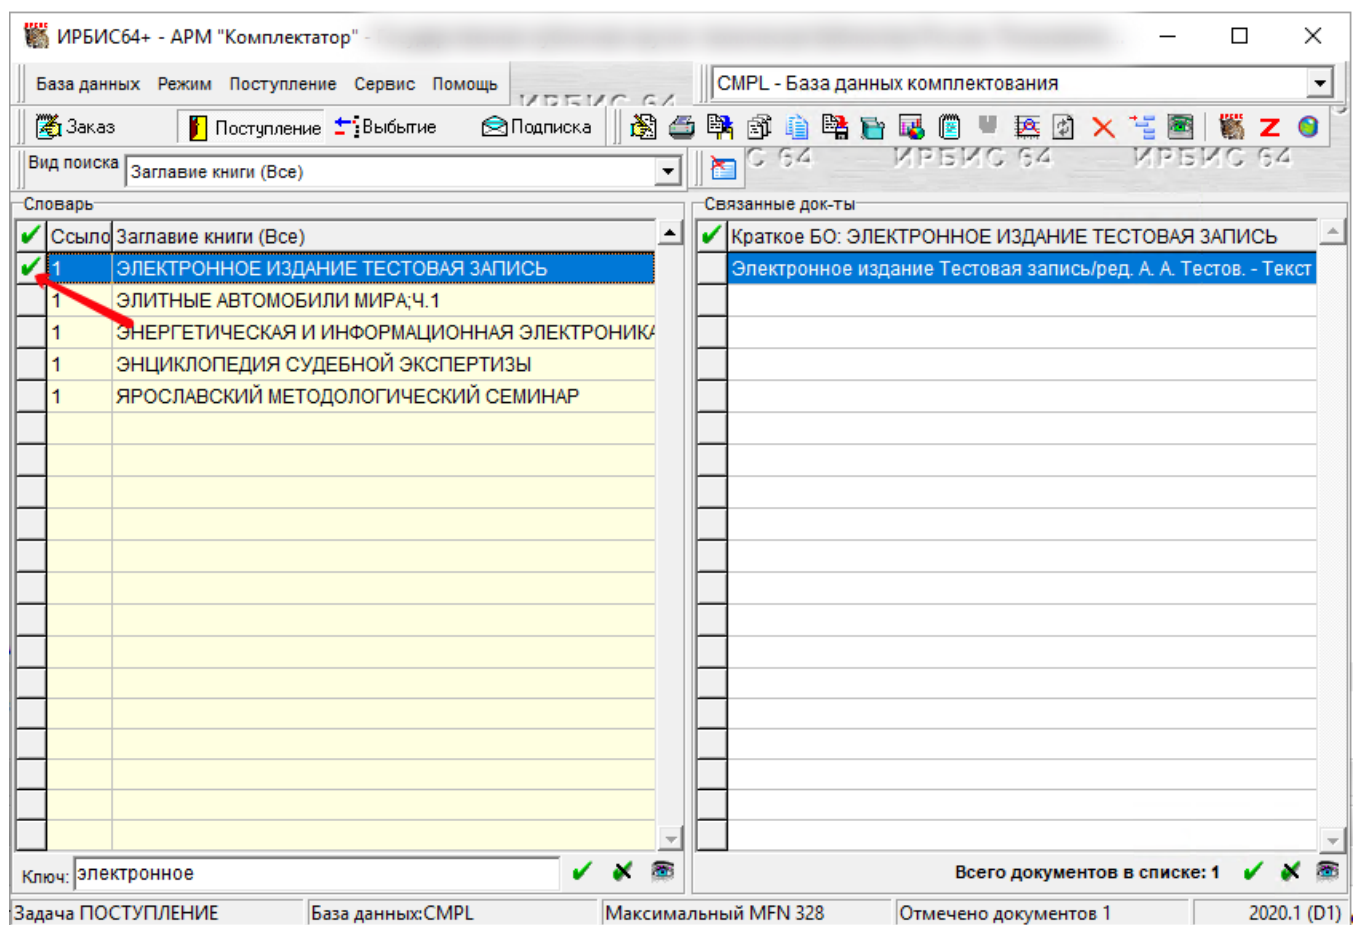 ИРБИС64+ - АРМ "Комплектатор" -
База данных Режим Поступление Сервис Помощь
CMPL - База данных комплектования
ИРБИС 64
Заказ Поступление Выбытие Подписка
Вид поиска Заглавие книги (Все)
С 64 ИРБИС 64 ИРБИС 64
Словарь
Связанные док-ты
Ссыло Заглавие книги (Все)
Краткое БО: ЭЛЕКТРОННОЕ ИЗДАНИЕ ТЕСТОВАЯ ЗАПИСЬ
1 ЭЛЕКТРОННОЕ ИЗДАНИЕ ТЕСТОВАЯ ЗАПИСЬ
Электронное издание Тестовая запись/ред. А. А. Тестов. - Текст
1 ЭЛИТНЫЕ АВТОМОБИЛИ МИРА;Ч.1
1 ЭНЕРГЕТИЧЕСКАЯ И ИНФОРМАЦИОННАЯ ЭЛЕКТРОНИКА
1 ЭНЦИКЛОПЕДИЯ СУДЕБНОЙ ЭКСПЕРТИЗЫ
1 ЯРОСЛАВСКИЙ МЕТОДОЛОГИЧЕСКИЙ СЕМИНАР
Ключ: электронное
Всего документов в списке: 1
Задача ПОСТУПЛЕНИЕ База данных:CMPL Максимальный MFN 328 Отмечено документов 1 2020.1 (D1)